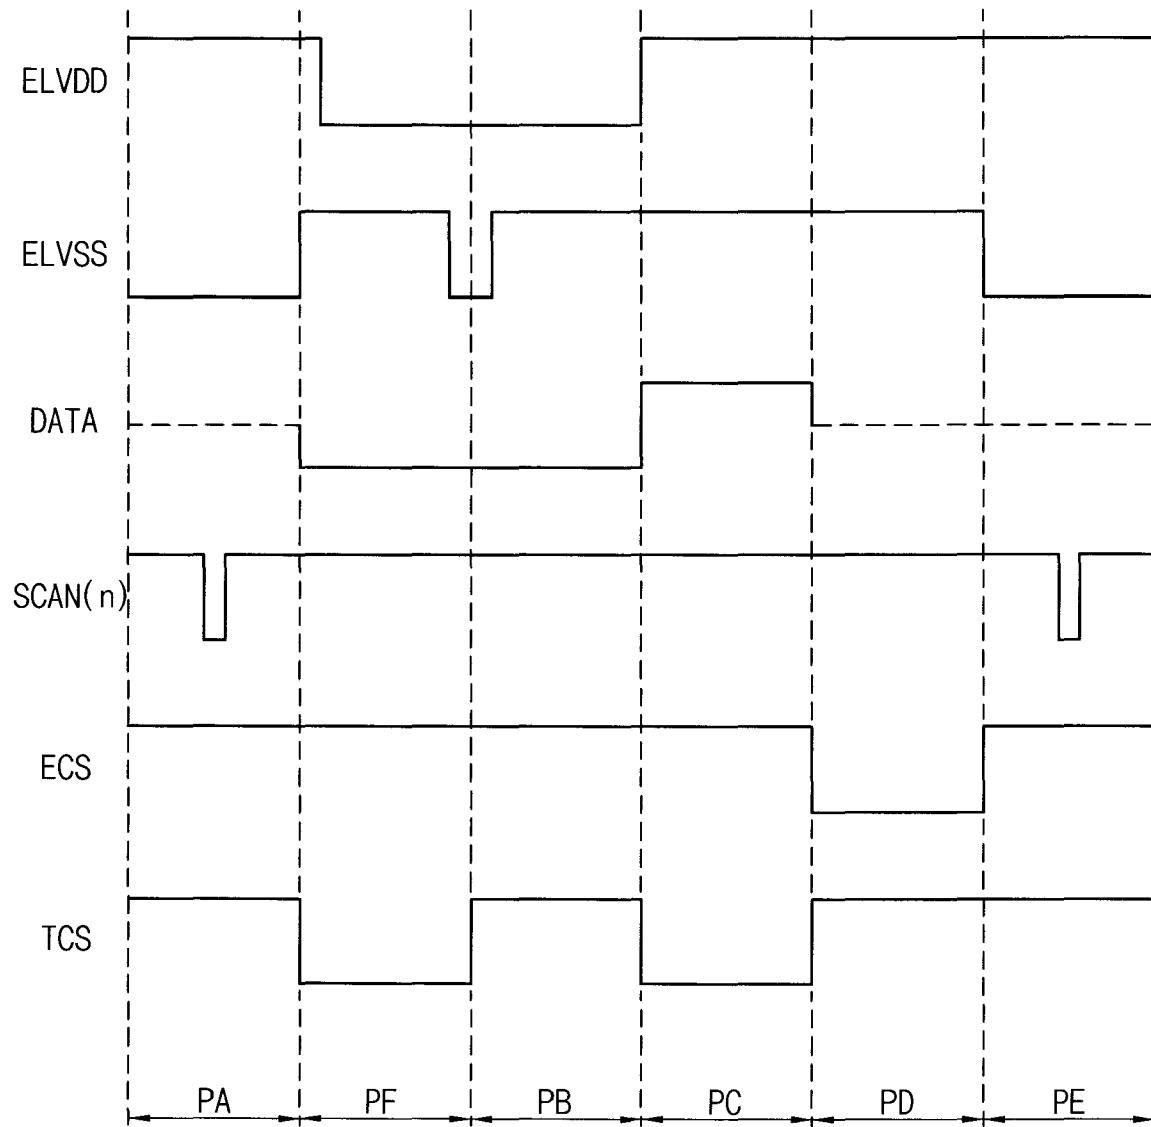 ELVDD
ELVSS
DATA
SCAN(n)
ECS
TCS
PA PF PB PC PD PE